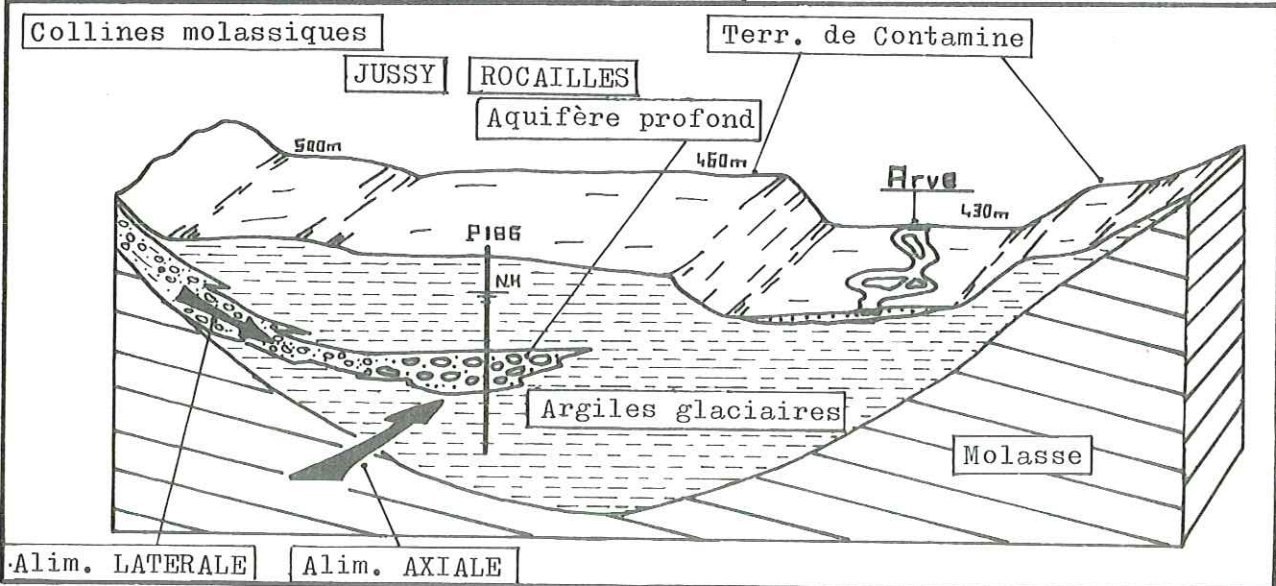 Collines molassiques
Terr. de Contamine
JUSSY ROCAILLES
Aquifère profond
500m
460m
Arve
430m
P186
N.H
Argiles glaciaires
Molasse
Alim. LATERALE
Alim. AXIALE